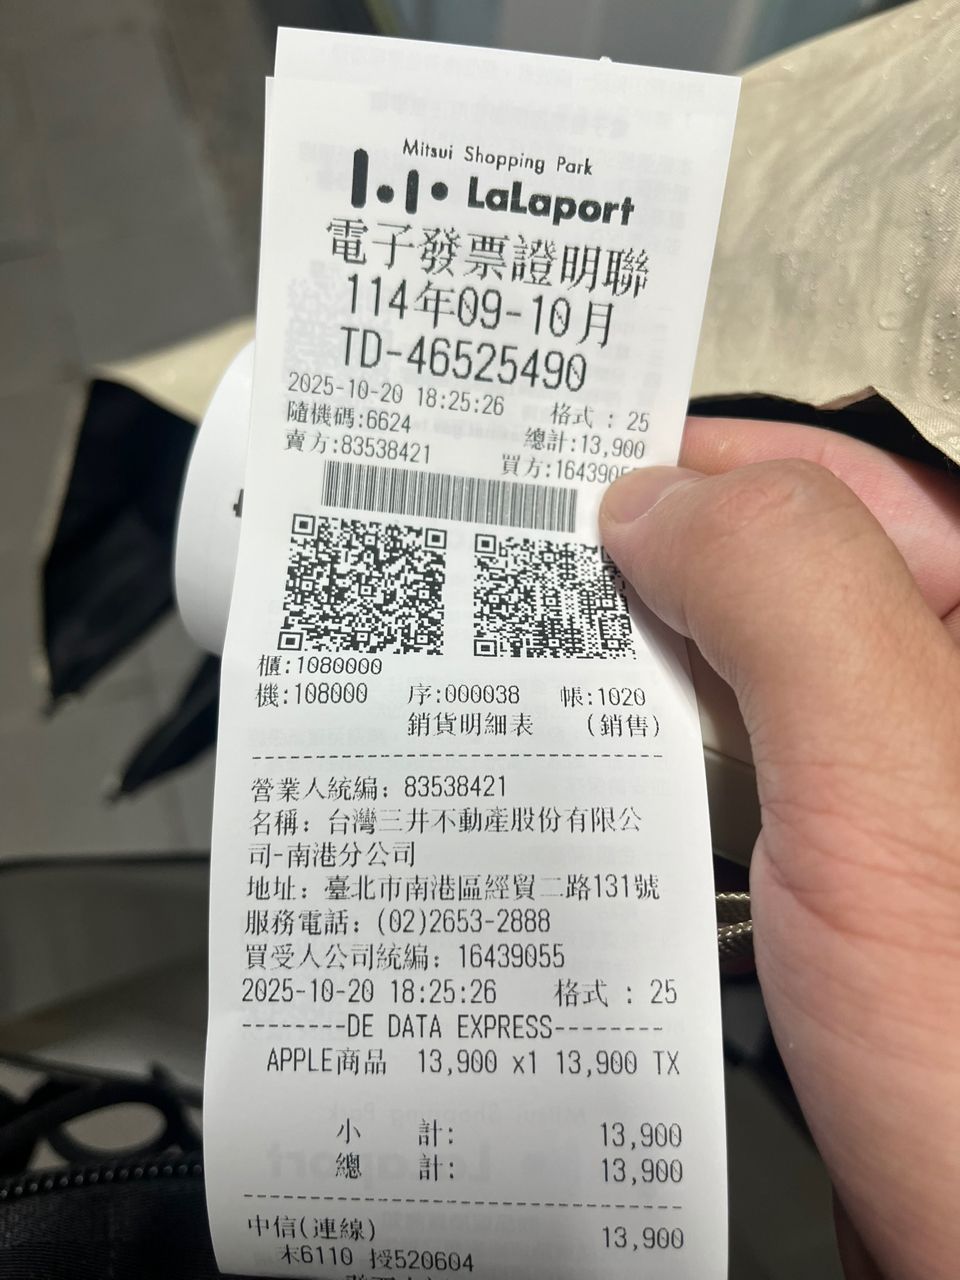 Mitsui Shopping Park
LaLaport
電子發票證明聯
114年09-10月
TD-46525490
2025-10-20 18:25:26 格式 : 25
隨機碼:6624 總計:13,900
賣方:83538421 買方:1643905
櫃:1080000
機:108000 序:000038 帳:1020
銷貨明細表 (銷售)
營業人統編: 83538421
名稱: 台灣三井不動產股份有限公
司-南港分公司
地址: 臺北市南港區經貿二路131號
服務電話: (02)2653-2888
買受人公司統編: 16439055
2025-10-20 18:25:26 格式 : 25
--------DE DATA EXPRESS--------
APPLE商品 13,900 x1 13,900 TX
小 計: 13,900
總 計: 13,900
中信(連線) 13,900
末6110 授520604